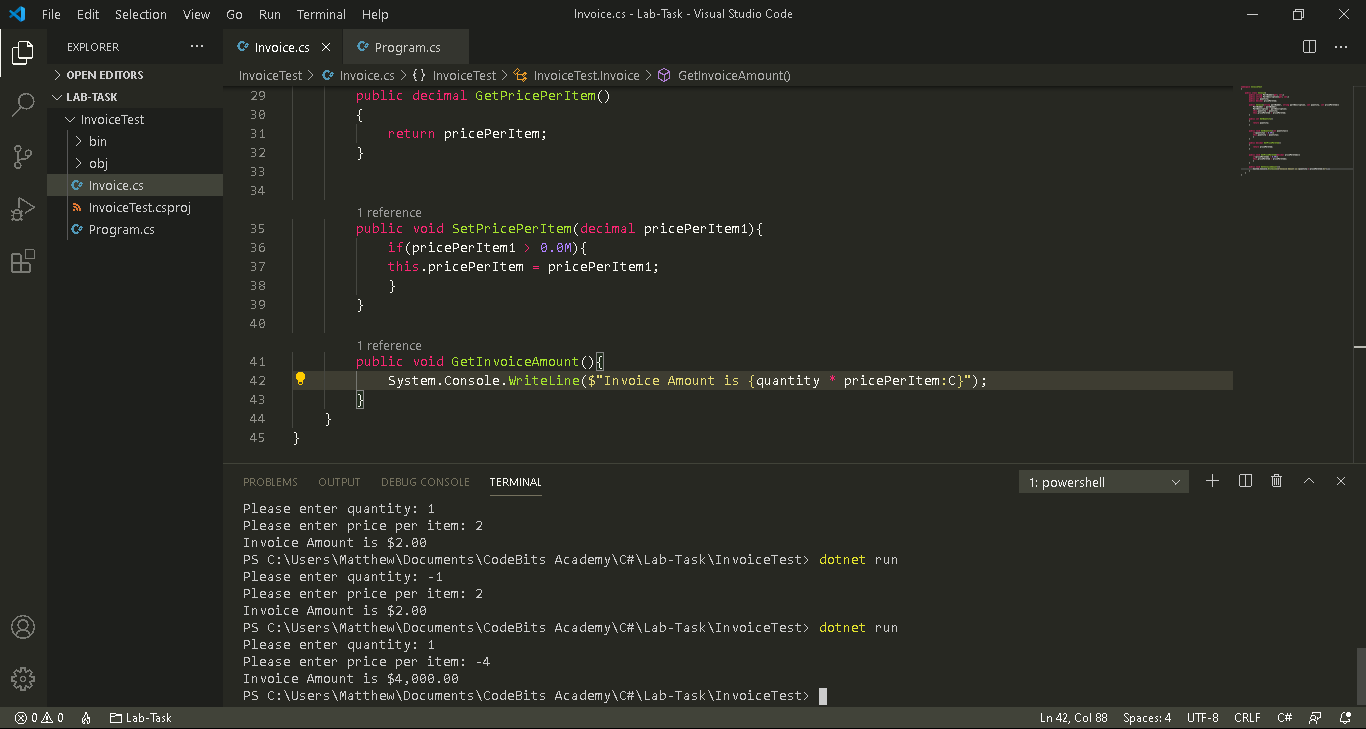 File Edit Selection View Go Run Terminal Help Invoice.cs - Lab-Task - Visual Studio Code
EXPLORER
OPEN EDITORS
LAB-TASK
InvoiceTest
bin
obj
Invoice.cs
InvoiceTest.csproj
Program.cs
Invoice.cs Program.cs
InvoiceTest > Invoice.cs > {} InvoiceTest > InvoiceTest.Invoice > GetInvoiceAmount()
29 public decimal GetPricePerItem()
30 {
31 return pricePerItem;
32 }
33
34
1 reference
35 public void SetPricePerItem(decimal pricePerItem1){
36 if(pricePerItem1 > 0.0M){
37 this.pricePerItem = pricePerItem1;
38 }
39 }
40
1 reference
41 public void GetInvoiceAmount(){
42 System.Console.WriteLine($"Invoice Amount is {quantity * pricePerItem:C}");
43 }
44 }
45 }
PROBLEMS OUTPUT DEBUG CONSOLE TERMINAL 1: powershell
Please enter quantity: 1
Please enter price per item: 2
Invoice Amount is $2.00
PS C:\Users\Matthew\Documents\CodeBits Academy\C#\Lab-Task\InvoiceTest> dotnet run
Please enter quantity: -1
Please enter price per item: 2
Invoice Amount is $2.00
PS C:\Users\Matthew\Documents\CodeBits Academy\C#\Lab-Task\InvoiceTest> dotnet run
Please enter quantity: 1
Please enter price per item: -4
Invoice Amount is $4,000.00
PS C:\Users\Matthew\Documents\CodeBits Academy\C#\Lab-Task\InvoiceTest>
0 0 Lab-Task Ln 42, Col 88 Spaces: 4 UTF-8 CRLF C#